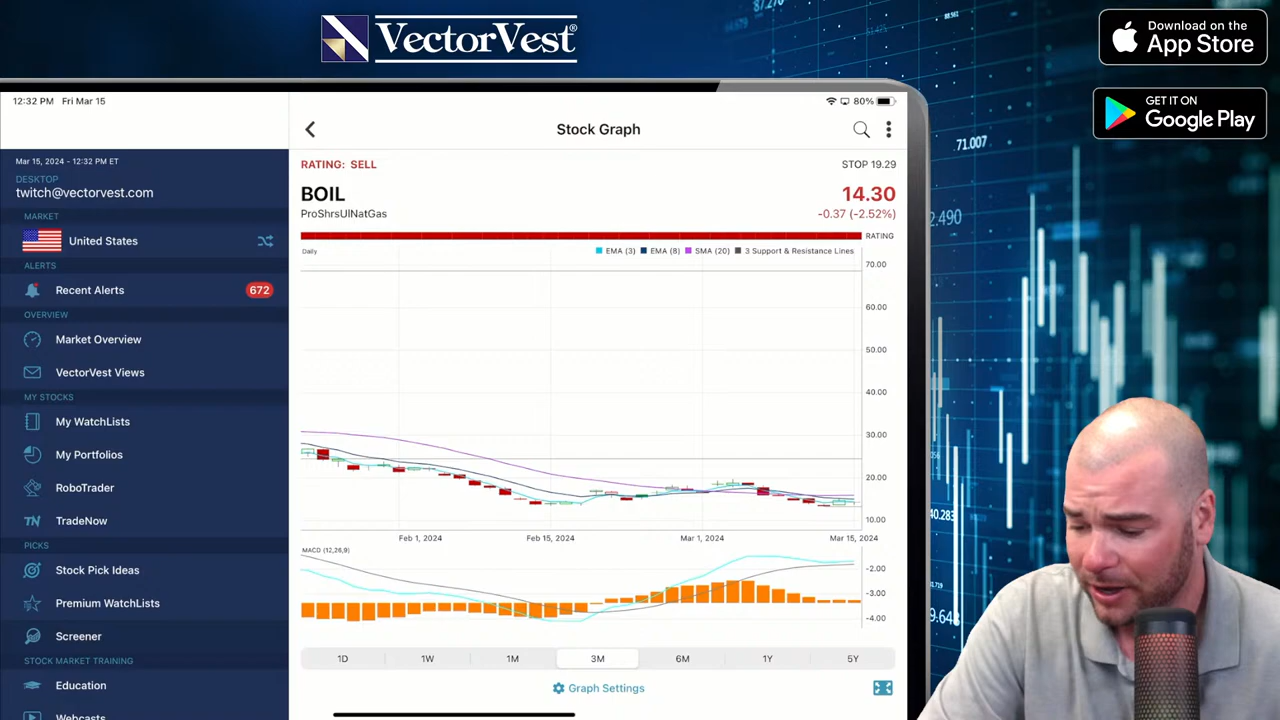 VectorVest®
Download on the
App Store
GET IT ON
Google Play
87.270
71.007
2.490
40.283
9.648
12:32 PM Fri Mar 15
80%
Mar 15, 2024 - 12:32 PM ET
DESKTOP
twitch@vectorvest.com
MARKET
United States
ALERTS
Recent Alerts
672
OVERVIEW
Market Overview
VectorVest Views
MY STOCKS
My WatchLists
My Portfolios
RoboTrader
TN TradeNow
PICKS
Stock Pick Ideas
Premium WatchLists
Screener
STOCK MARKET TRAINING
Education
Webcasts
Stock Graph
RATING: SELL
STOP 19.29
BOIL
14.30
ProShrsUlNatGas
-0.37 (-2.52%)
RATING
Daily
EMA (3) EMA (8) SMA (20) 3 Support & Resistance Lines
70.00
60.00
50.00
40.00
30.00
20.00
10.00
Feb 1, 2024 Feb 15, 2024 Mar 1, 2024 Mar 15, 2024
MACD (12,26,9)
-2.00
-3.00
-4.00
1D 1W 1M 3M 6M 1Y 5Y
Graph Settings